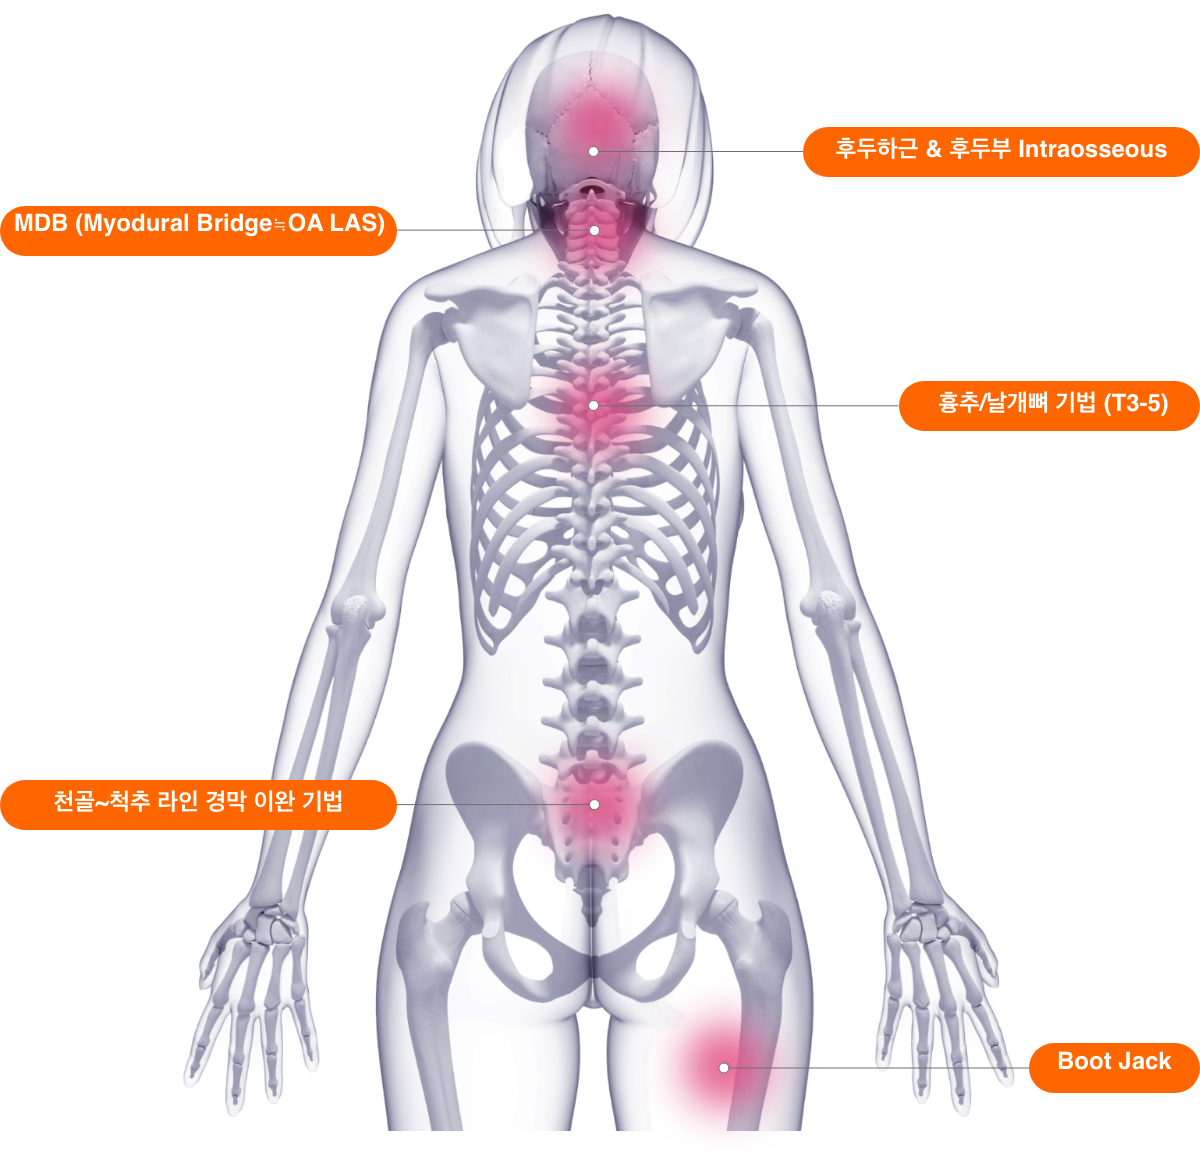 후두하근 & 후두부 Intraosseous
MDB (Myodural Bridge≒OA LAS)
흉추/날개뼈 기법 (T3-5)
천골~척추 라인 경막 이완 기법
Boot Jack